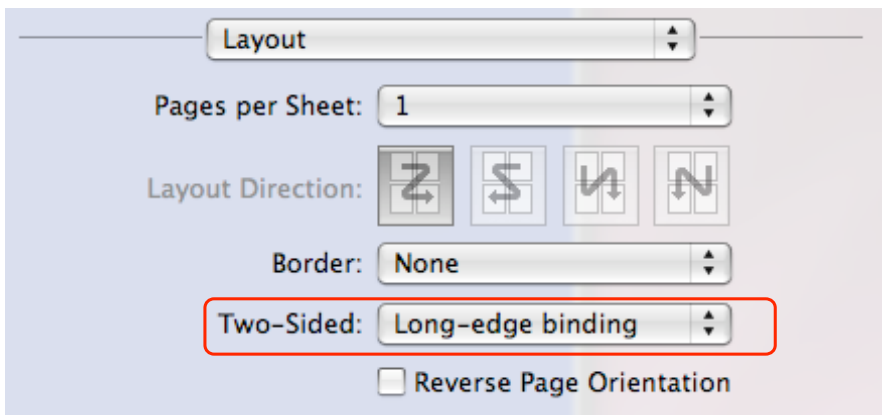 Layout
Pages per Sheet: 1
Layout Direction:
Border: None
Two-Sided: Long-edge binding
Reverse Page Orientation